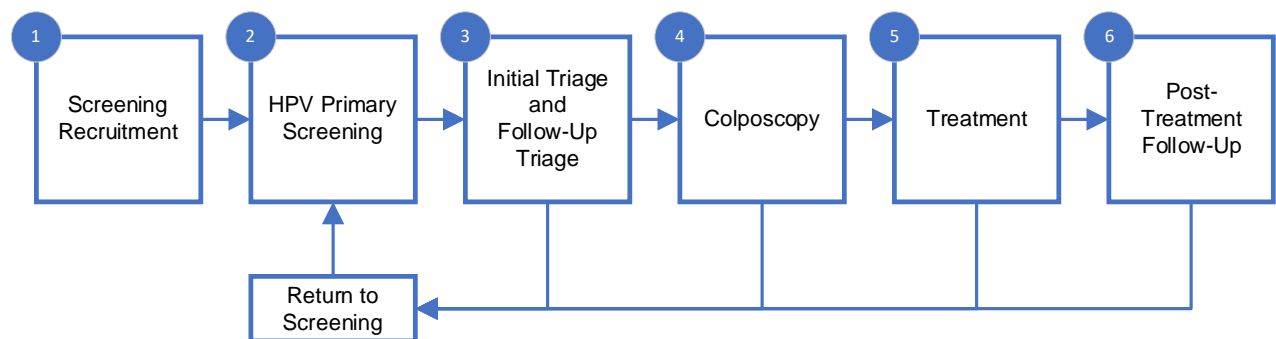 1
Screening
Recruitment
2
HPV Primary
Screening
3
Initial Triage
and
Follow-Up
Triage
4
Colposcopy
5
Treatment
6
Post-
Treatment
Follow-Up
Return to
Screening